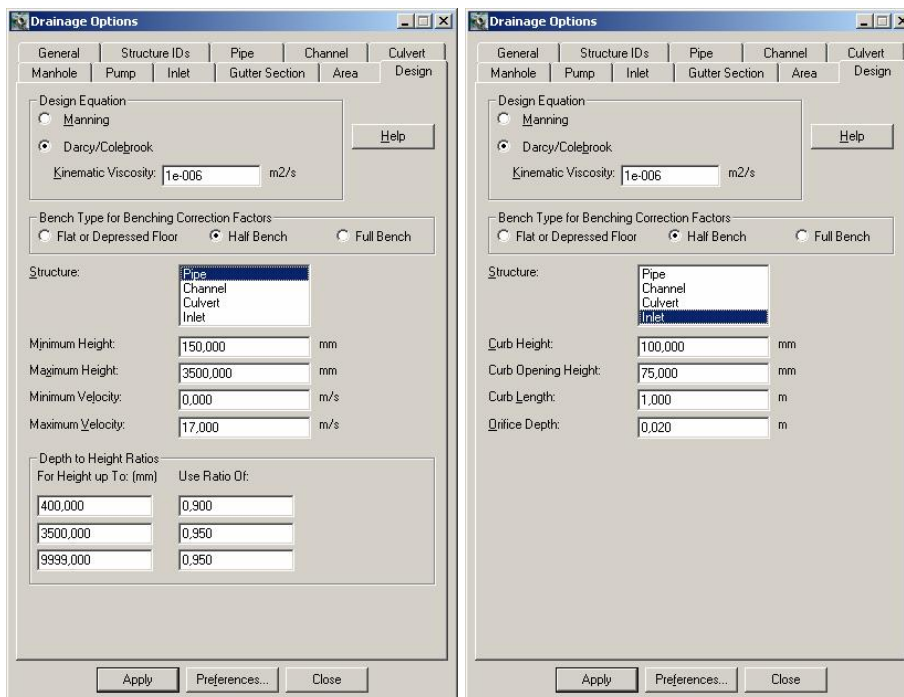 Drainage Options
General Structure IDs Pipe Channel Culvert
Manhole Pump Inlet Gutter Section Area Design
Design Equation
Manning
Help
Darcy/Colebrook
Kinematic Viscosity: 1e-006 m2/s
Bench Type for Benching Correction Factors
Flat or Depressed Floor Half Bench Full Bench
Structure:
Pipe
Channel
Culvert
Inlet
Minimum Height: 150,000 mm
Maximum Height: 3500,000 mm
Minimum Velocity: 0,000 m/s
Maximum Velocity: 17,000 m/s
Depth to Height Ratios
For Height up To: (mm) Use Ratio Of:
400,000 0,900
3500,000 0,950
9999,000 0,950
Apply Preferences... Close
Drainage Options
General Structure IDs Pipe Channel Culvert
Manhole Pump Inlet Gutter Section Area Design
Design Equation
Manning
Help
Darcy/Colebrook
Kinematic Viscosity: 1e-006 m2/s
Bench Type for Benching Correction Factors
Flat or Depressed Floor Half Bench Full Bench
Structure:
Pipe
Channel
Culvert
Inlet
Curb Height: 100,000 mm
Curb Opening Height: 75,000 mm
Curb Length: 1,000 m
Orifice Depth: 0,020 m
Apply Preferences... Close